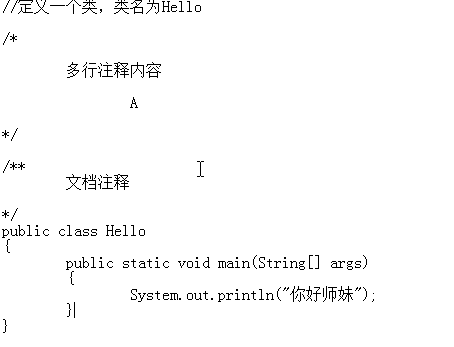 //定义一个类，类名为Hello
/*
多行注释内容
A
*/
/**
文档注释
*/
public class Hello
{
public static void main(String[] args)
{
System.out.println("你好师妹");
}
}